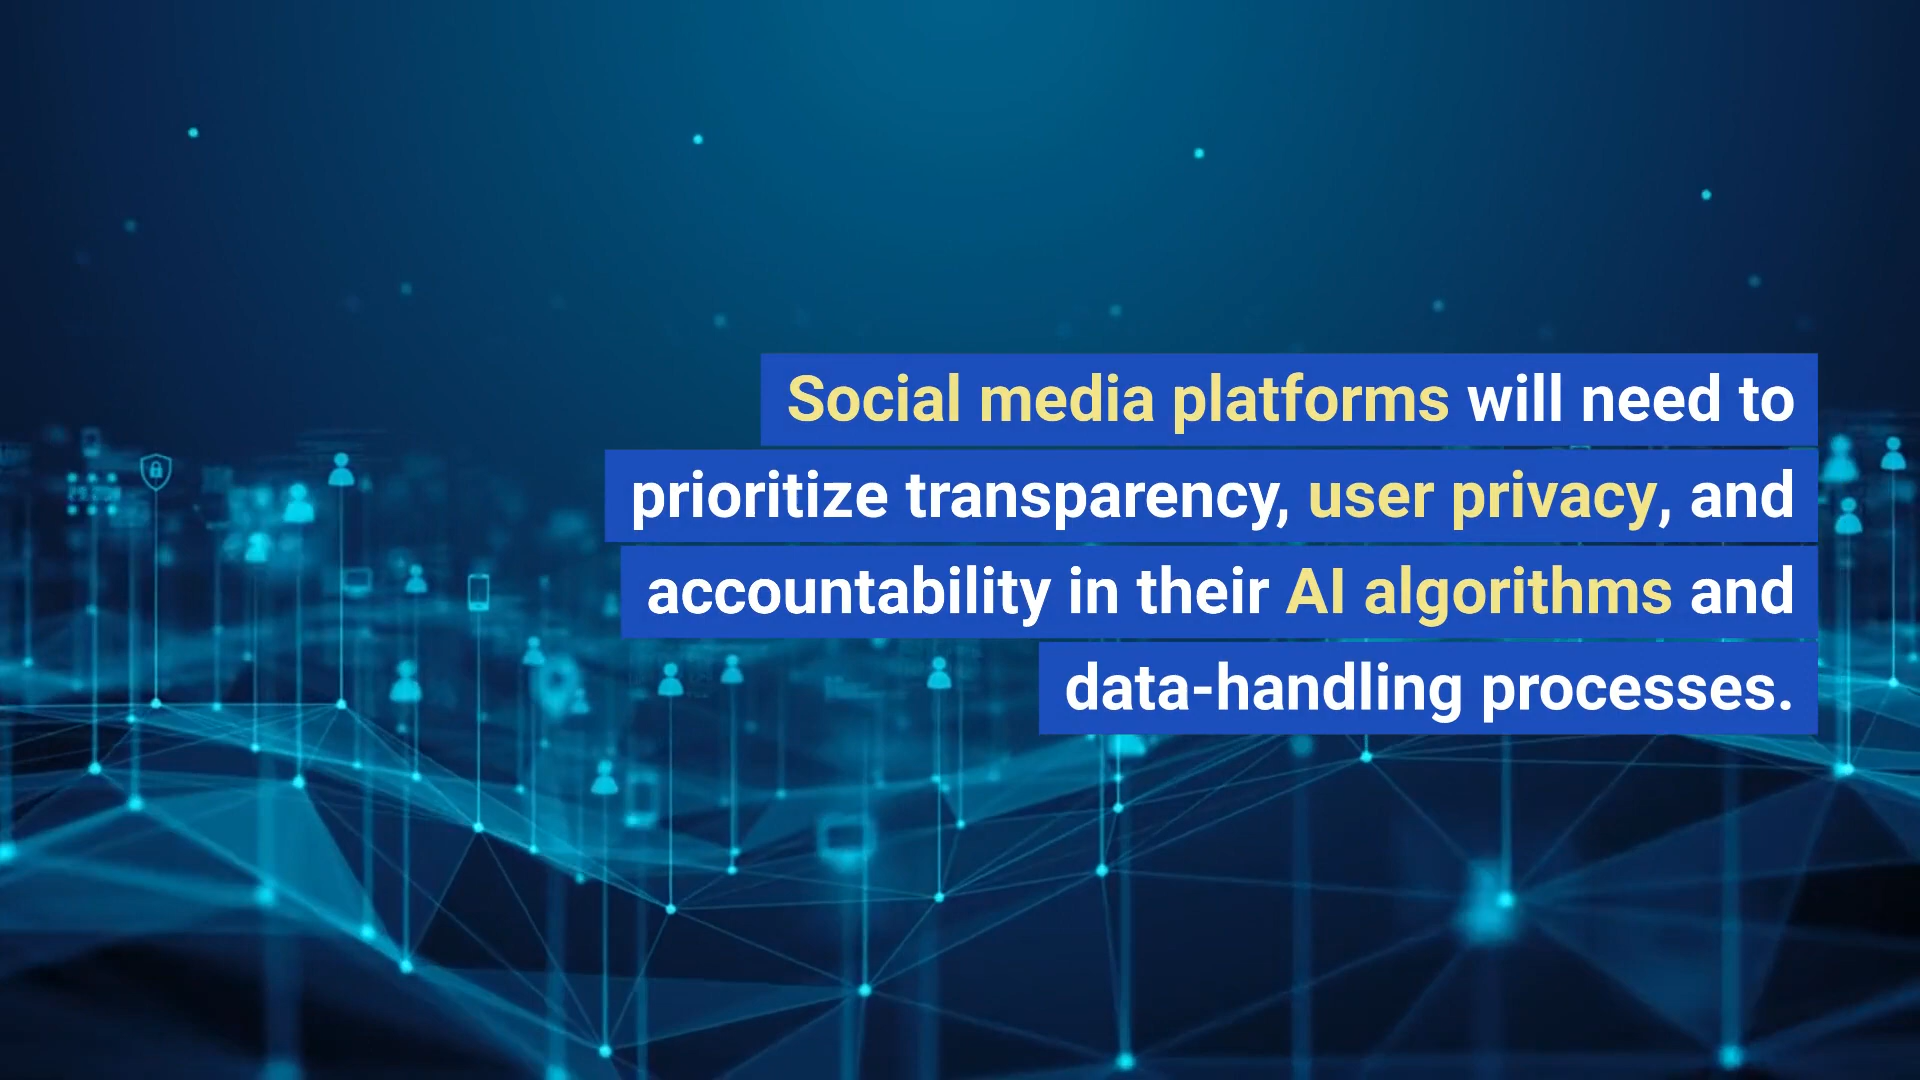 Social media platforms will need to
prioritize transparency, user privacy, and
accountability in their AI algorithms and
data-handling processes.